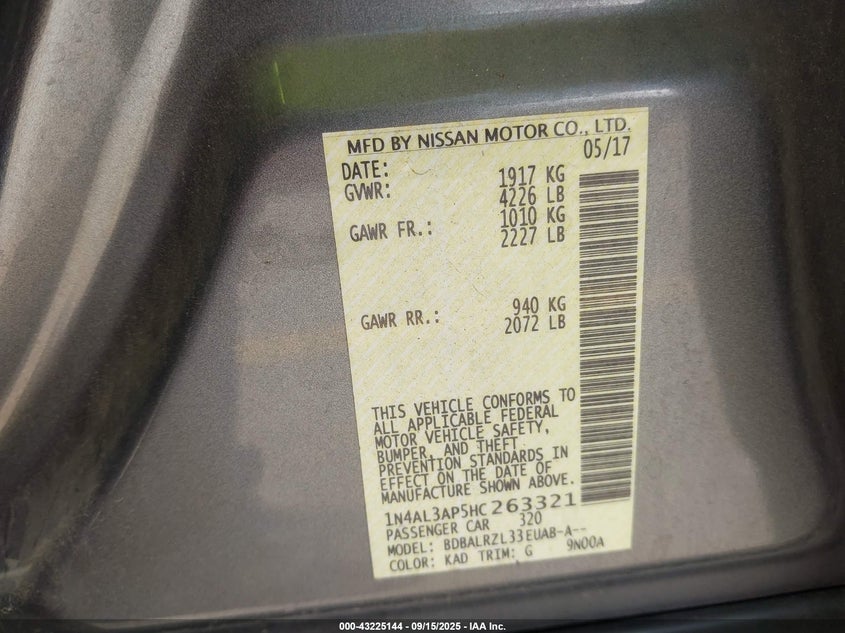 MFD BY NISSAN MOTOR CO., LTD.
DATE: 05/17
GVWR: 1917 KG
4226 LB
GAWR FR.: 1010 KG
2227 LB
GAWR RR.: 940 KG
2072 LB
THIS VEHICLE CONFORMS TO
ALL APPLICABLE FEDERAL
MOTOR VEHICLE SAFETY,
BUMPER, AND THEFT
PREVENTION STANDARDS IN
EFFECT ON THE DATE OF
MANUFACTURE SHOWN ABOVE.
1N4AL3AP5HC263321
PASSENGER CAR 320
MODEL: BDBALRZL33EUAB-A--
COLOR: KAD TRIM: G 9N00A
000-43225144 - 09/15/2025 - IAA Inc.